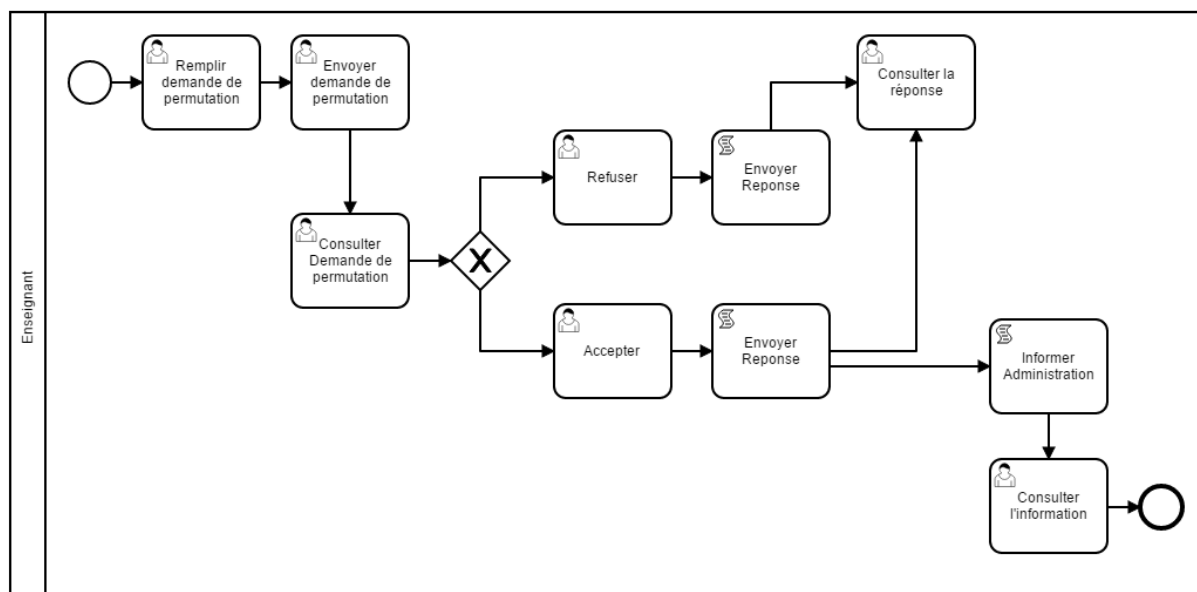 Enseignant
Remplir
demande de
permutation
Envoyer
demande de
permutation
Consulter la
réponse
Refuser
Envoyer
Reponse
Consulter
Demande de
permutation
X
Accepter
Envoyer
Reponse
Informer
Administration
Consulter
l'information